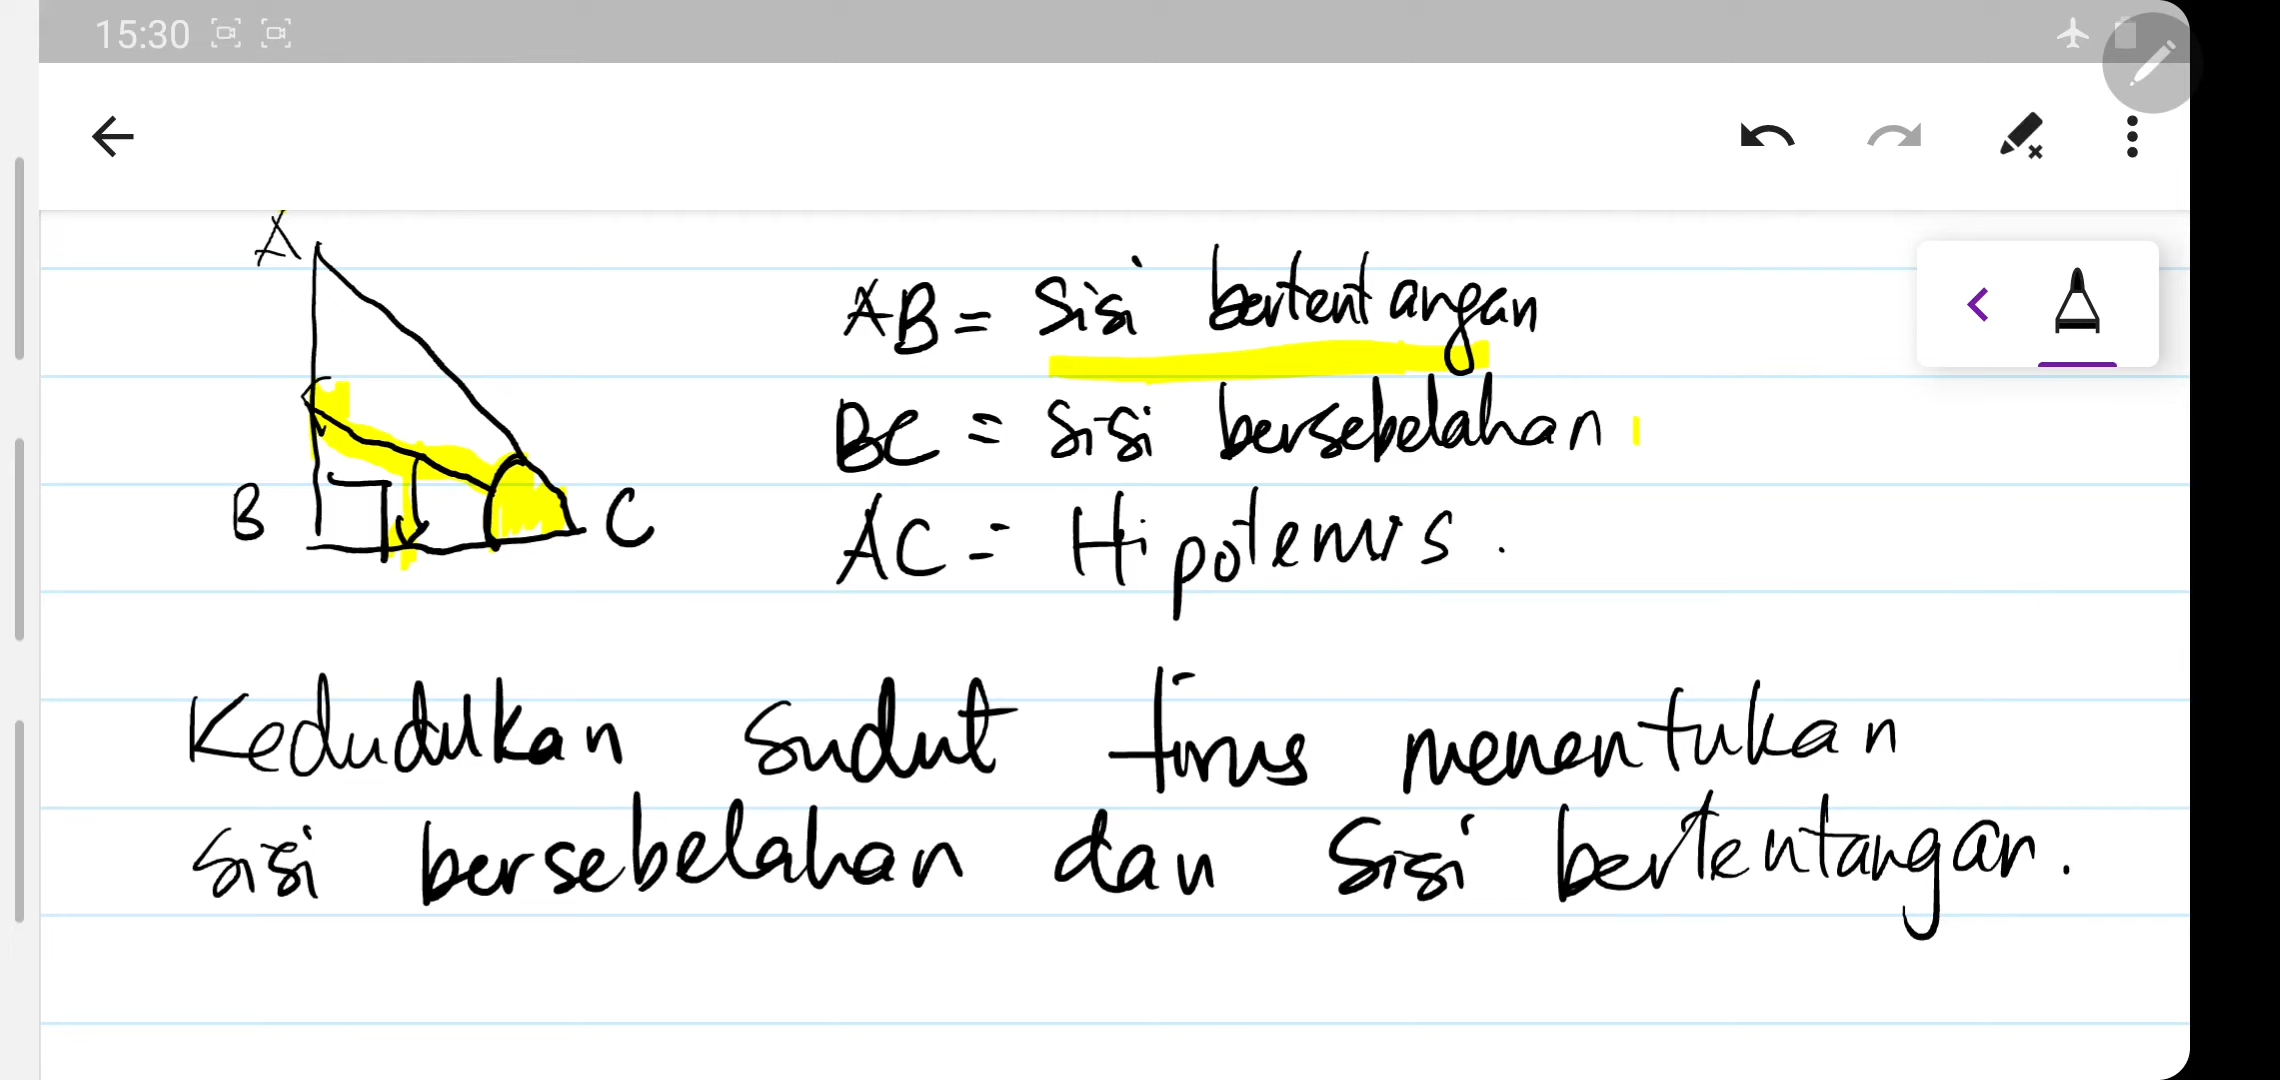 15:30
A
B
C
AB = Sisi bertentangan
BC = Sisi bersebelahan
AC = Hipotenus.
Kedudukan sudut tirus menentukan
sisi bersebelahan dan sisi bertentangan.